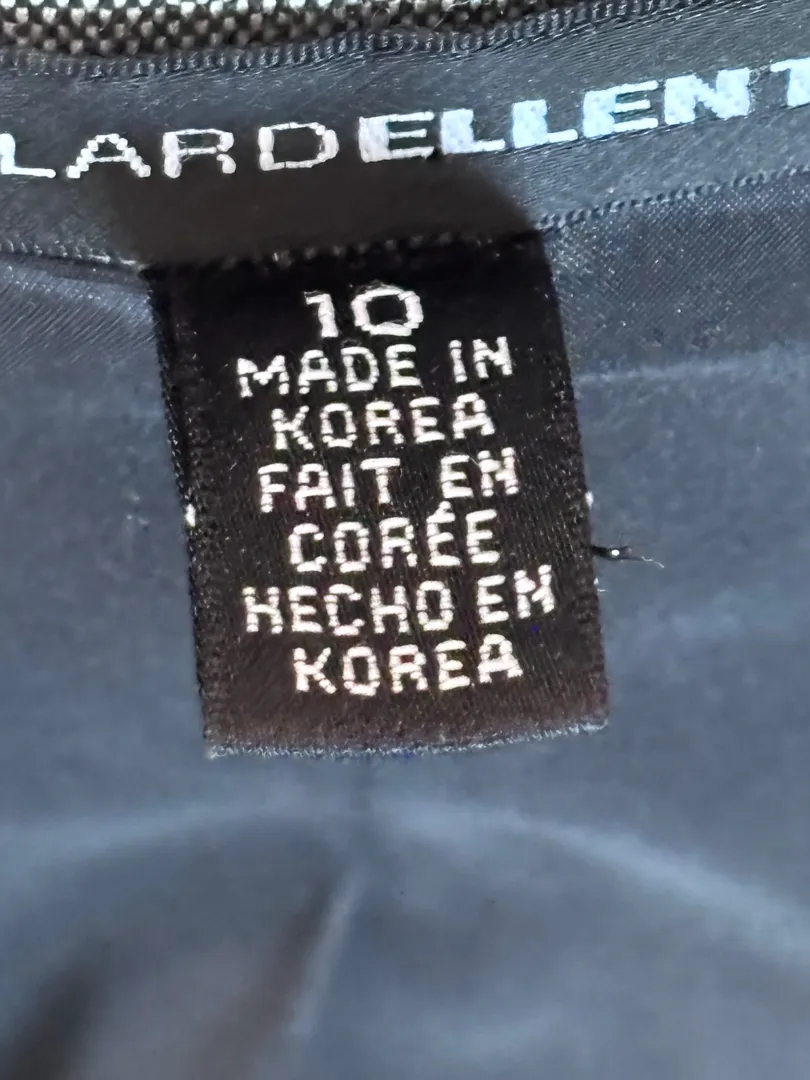 LARDELLENT
10
MADE IN
KOREA
FAIT EN
CORÉE
HECHO EN
KOREA